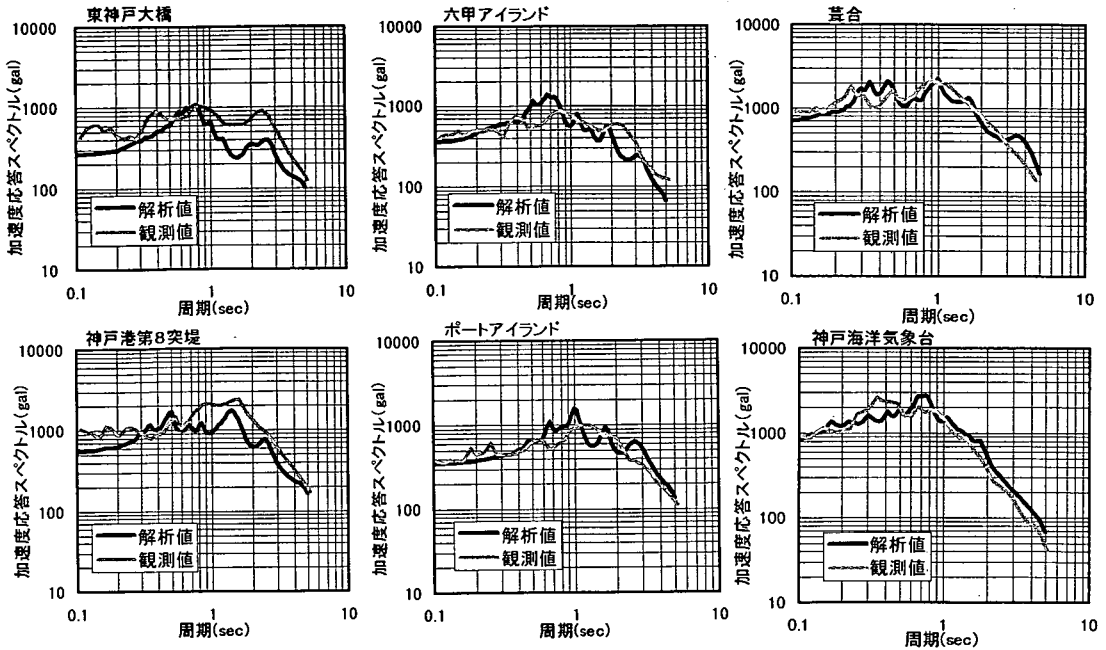 東神戸大橋
加速度応答スペクトル(gal)
10000
1000
100
10
解析値
観測値
0.1
1
10
周期(sec)
六甲アイランド
加速度応答スペクトル(gal)
10000
1000
100
10
解析値
観測値
0.1
1
10
周期(sec)
葺合
加速度応答スペクトル(gal)
10000
1000
100
10
解析値
観測値
0.1
1
10
周期(sec)
神戸港第8突堤
加速度応答スペクトル(gal)
10000
1000
100
10
解析値
観測値
0.1
1
10
周期(sec)
ポートアイランド
加速度応答スペクトル(gal)
10000
1000
100
10
解析値
観測値
0.1
1
10
周期(sec)
神戸海洋気象台
加速度応答スペクトル(gal)
10000
1000
100
10
解析値
観測値
0.1
1
10
周期(sec)